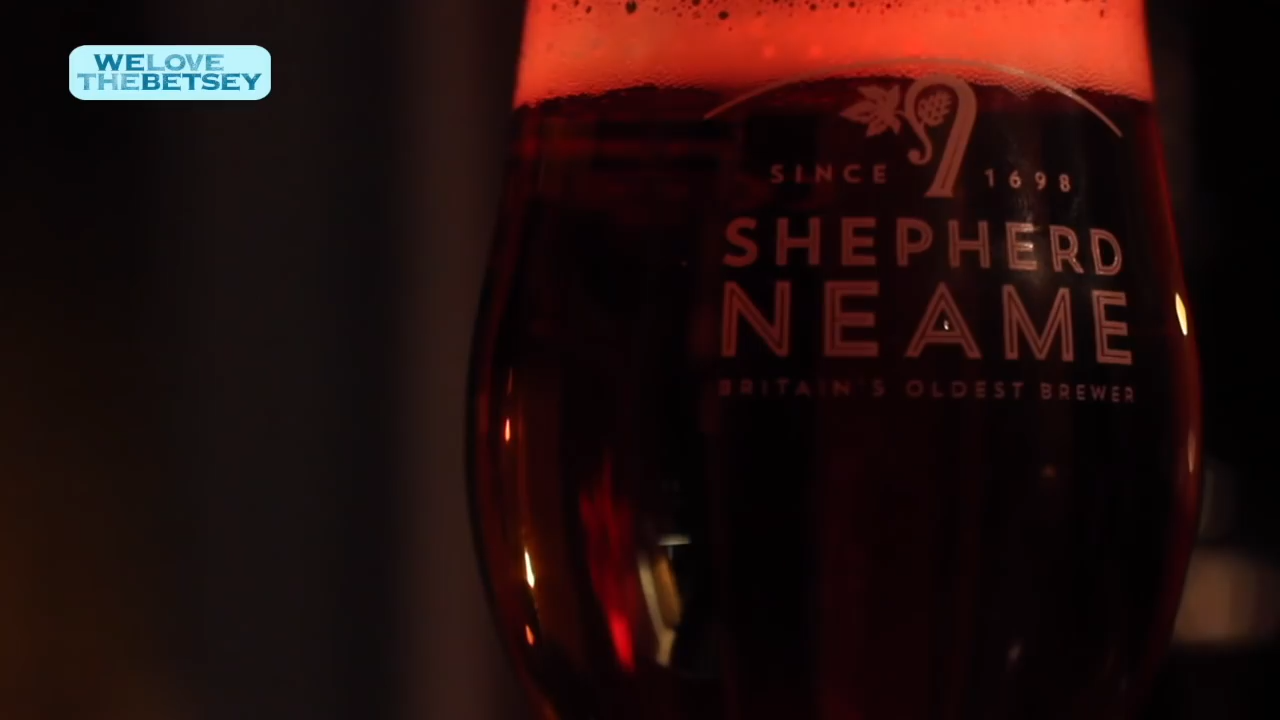 WELOVE
THEBETSEY
SINCE 1698
SHEPHERD
NEAME
BRITAIN'S OLDEST BREWER